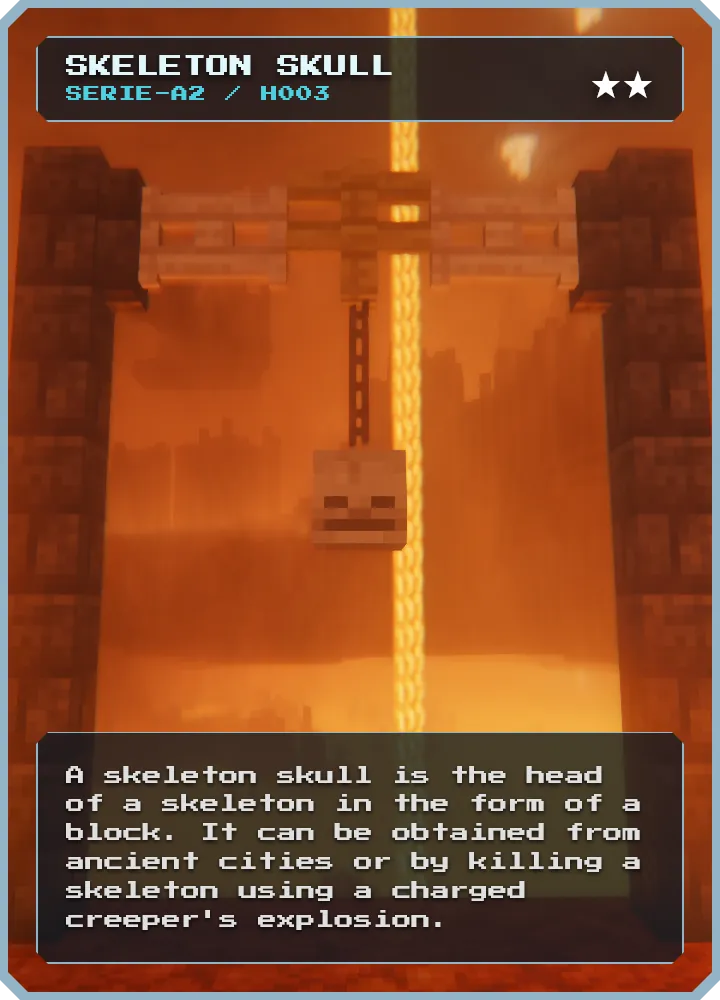 SKELETON SKULL
SERIE-A2 / H003
★★
A skeleton skull is the head
of a skeleton in the form of a
block. It can be obtained from
ancient cities or by killing a
skeleton using a charged
creeper's explosion.